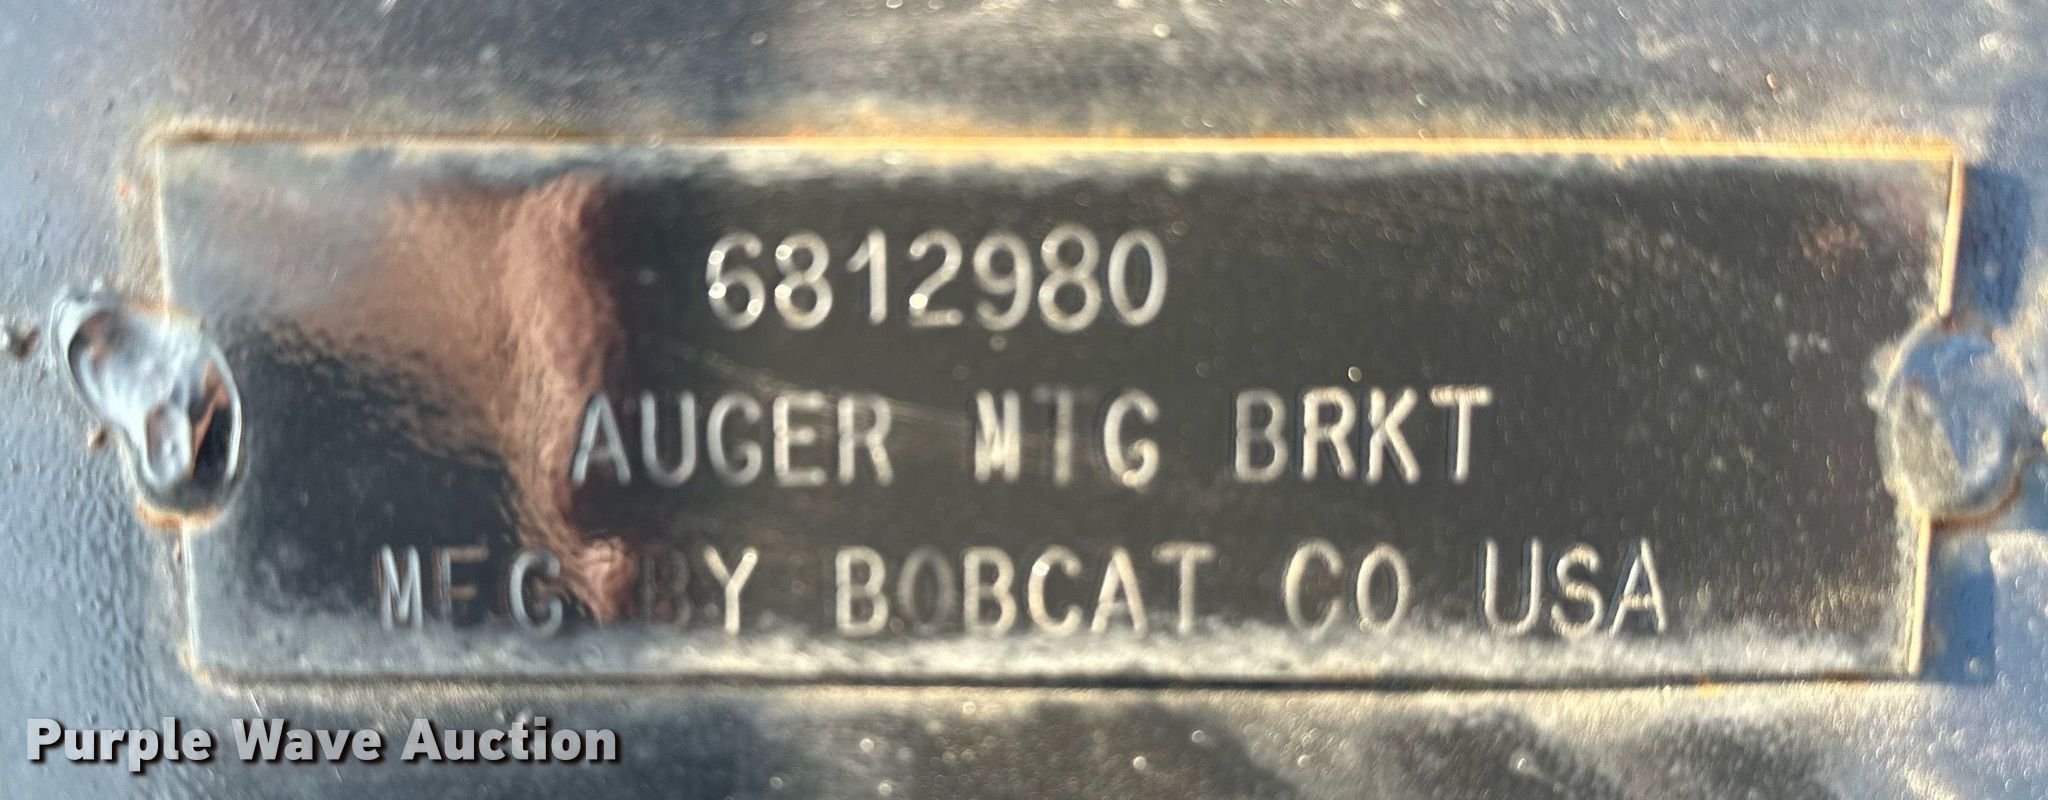 6812980
AUGER MTG BRKT
MFG BY BOBCAT CO USA
Purple Wave Auction